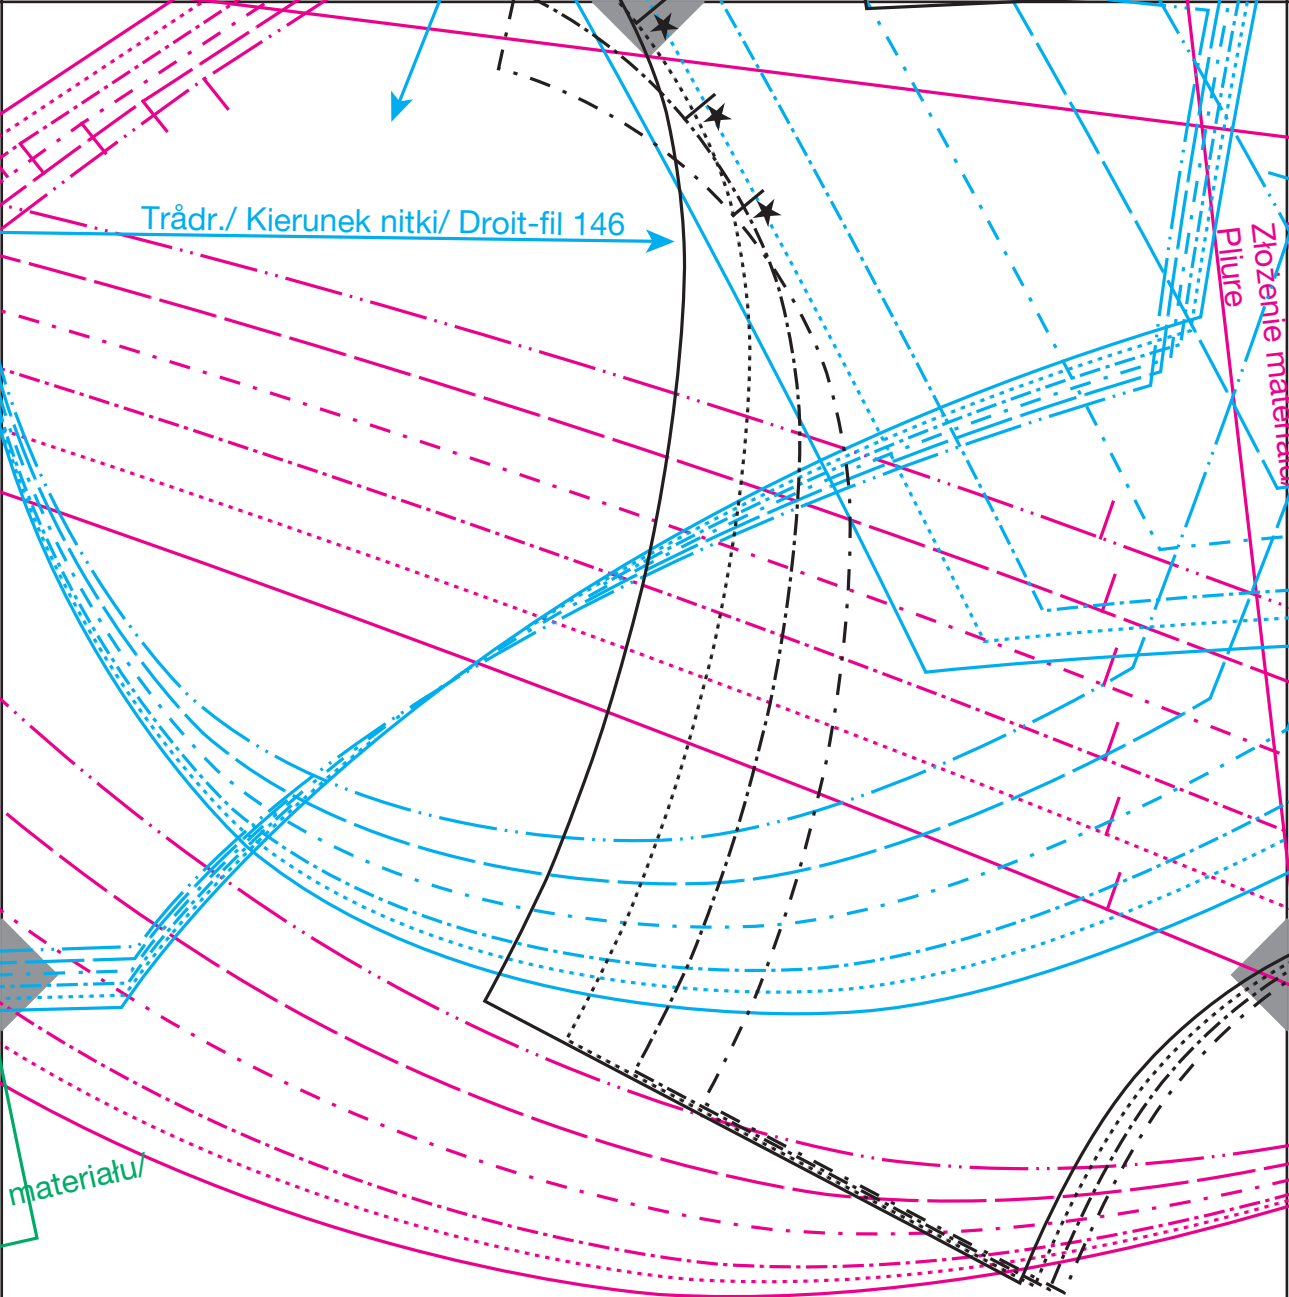 Trådr./ Kierunek nitki/ Droit-fil 146
Złożenie materiału
Pliure
materiału/